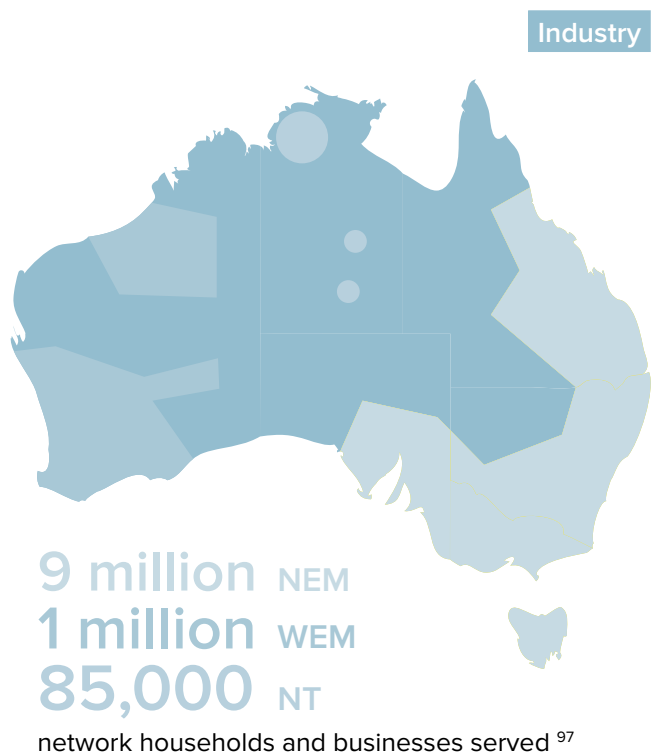 Industry
9 million NEM
1 million WEM
85,000 NT
network households and businesses served 97